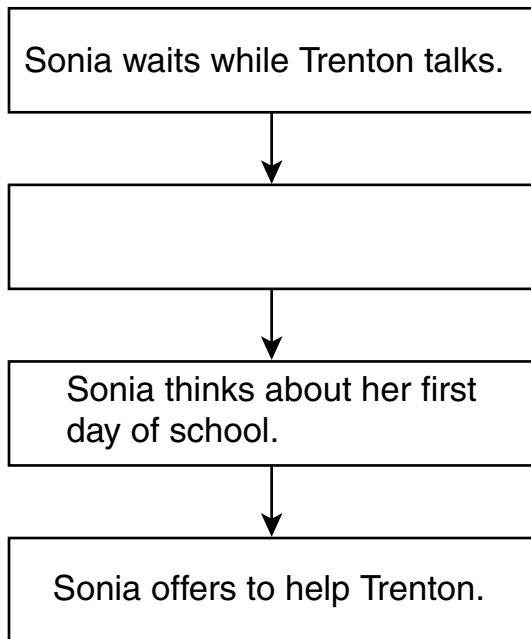 Sonia waits while Trenton talks.
Sonia thinks about her first
day of school.
Sonia offers to help Trenton.